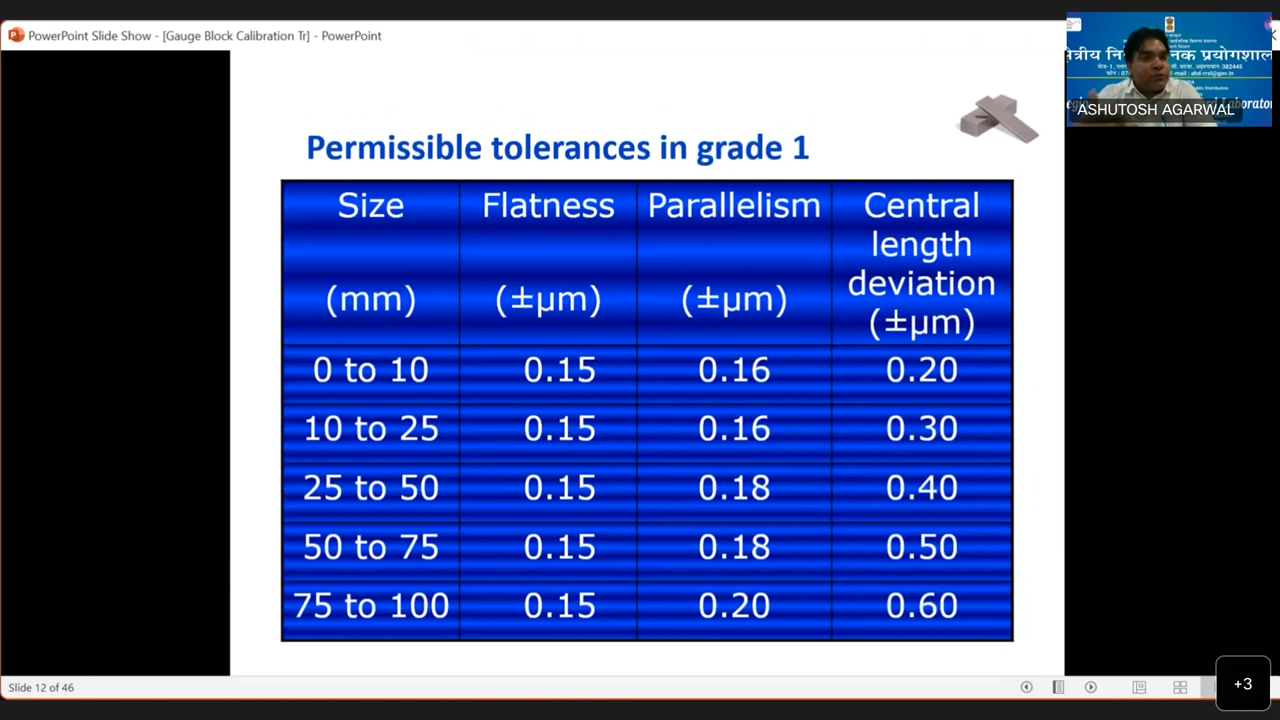 PowerPoint Slide Show - [Gauge Block Calibration Tr] - PowerPoint
ASHUTOSH AGARWAL
Permissible tolerances in grade 1
Size (mm) Flatness (±µm) Parallelism (±µm) Central length deviation (±µm)
0 to 10 0.15 0.16 0.20
10 to 25 0.15 0.16 0.30
25 to 50 0.15 0.18 0.40
50 to 75 0.15 0.18 0.50
75 to 100 0.15 0.20 0.60
Slide 12 of 46
+3